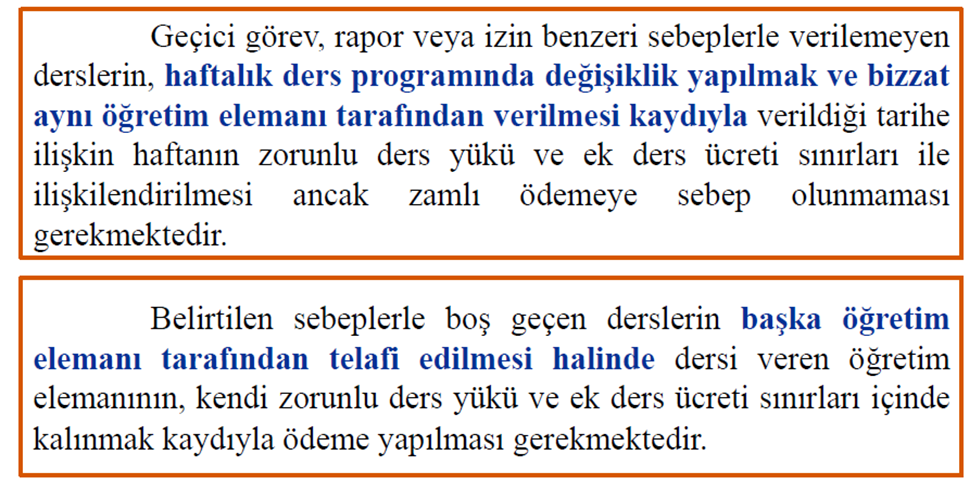 Geçici görev, rapor veya izin benzeri sebeplerle verilemeyen
derslerin, haftalık ders programında değişiklik yapılmak ve bizzat
aynı öğretim elemanı tarafından verilmesi kaydıyla verildiği tarihe
ilişkin haftanın zorunlu ders yükü ve ek ders ücreti sınırları ile
ilişkilendirilmesi ancak zamlı ödemeye sebep olunmaması
gerekmektedir.
Belirtilen sebeplerle boş geçen derslerin başka öğretim
elemanı tarafından telafi edilmesi halinde dersi veren öğretim
elemanının, kendi zorunlu ders yükü ve ek ders ücreti sınırları içinde
kalınmak kaydıyla ödeme yapılması gerekmektedir.